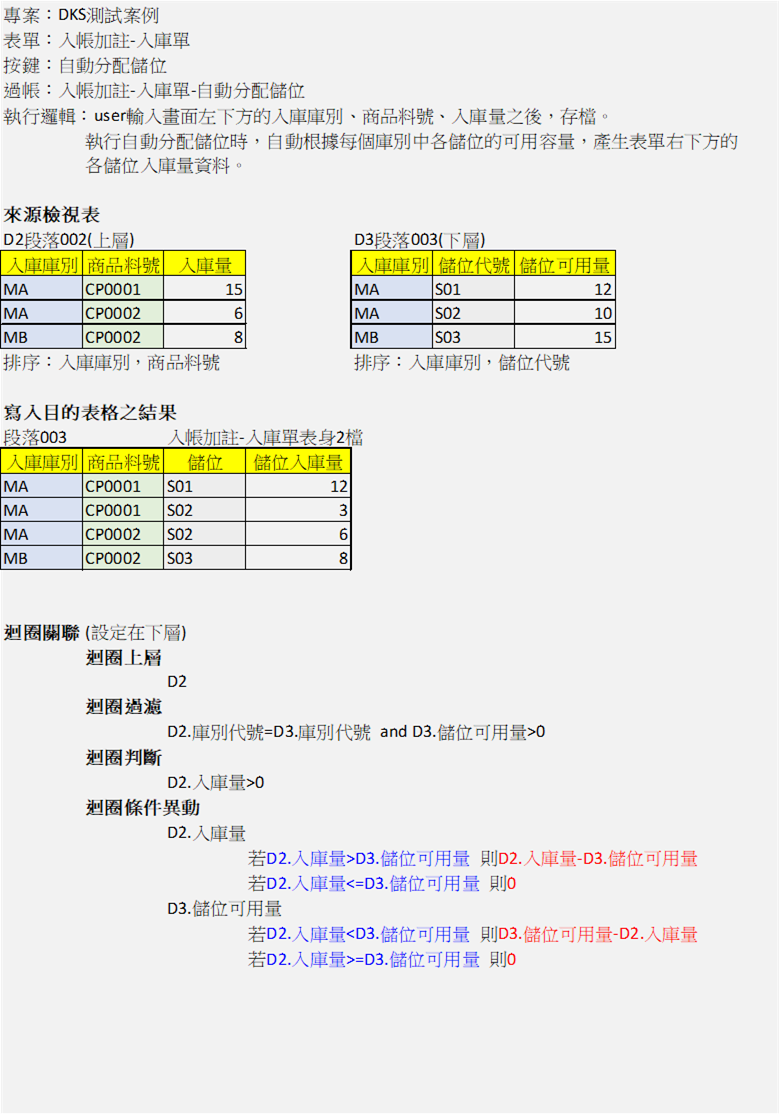 專案：DKS測試案例
表單：入帳加註-入庫單
按鍵：自動分配儲位
過帳：入帳加註-入庫單-自動分配儲位
執行邏輯：user輸入畫面左下方的入庫庫別、商品料號、入庫量之後，存檔。
執行自動分配儲位時，自動根據每個庫別中各儲位的可用容量，產生表單右下方的
各儲位入庫量資料。
來源檢視表
D2段落002(上層) D3段落003(下層)
入庫庫別 商品料號 入庫量 入庫庫別 儲位代號 儲位可用量
MA CP0001 15 MA S01 12
MA CP0002 6 MA S02 10
MB CP0002 8 MB S03 15
排序：入庫庫別，商品料號 排序：入庫庫別，儲位代號
寫入目的表格之結果
段落003 入帳加註-入庫單表身2檔
入庫庫別 商品料號 儲位 儲位入庫量
MA CP0001 S01 12
MA CP0001 S02 3
MA CP0002 S02 6
MB CP0002 S03 8
迴圈關聯 (設定在下層)
迴圈上層
D2
迴圈過濾
D2.庫別代號=D3.庫別代號 and D3.儲位可用量>0
迴圈判斷
D2.入庫量>0
迴圈條件異動
D2.入庫量
若D2.入庫量>D3.儲位可用量 則D2.入庫量-D3.儲位可用量
若D2.入庫量<=D3.儲位可用量 則0
D3.儲位可用量
若D2.入庫量<D3.儲位可用量 則D3.儲位可用量-D2.入庫量
若D2.入庫量>=D3.儲位可用量 則0